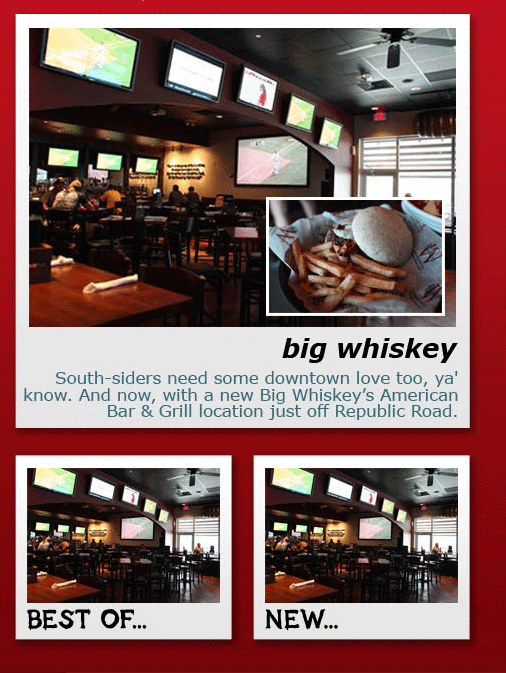 big whiskey
South-siders need some downtown love too, ya'
know. And now, with a new Big Whiskey’s American
Bar & Grill location just off Republic Road.
BEST OF...
NEW...